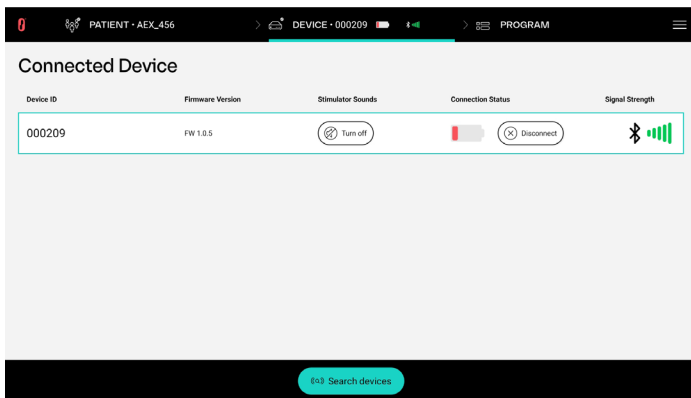 PATIENT · AEX_456 > DEVICE · 000209 > PROGRAM
Connected Device
Device ID Firmware Version Stimulator Sounds Connection Status Signal Strength
000209 FW 1.0.5 Turn off Disconnect
Search devices